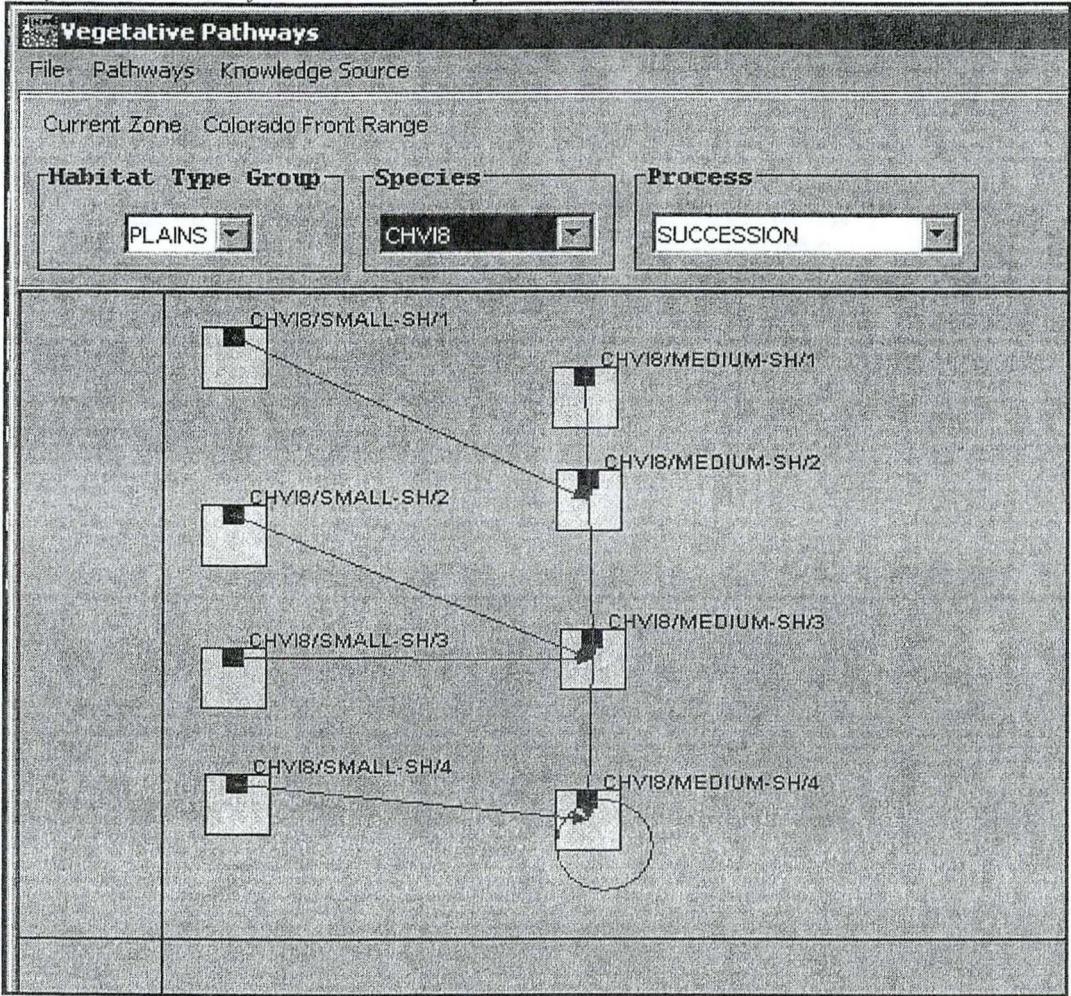 Vegetative Pathways
File Pathways Knowledge Source
Current Zone Colorado Front Range
Habitat Type Group Species Process
PLAINS CHVI8 SUCCESSION
CHVI8/SMALL-SH/1
CHVI8/MEDIUM-SH/1
CHVI8/MEDIUM-SH/2
CHVI8/SMALL-SH/2
CHVI8/MEDIUM-SH/3
CHVI8/SMALL-SH/3
CHVI8/SMALL-SH/4
CHVI8/MEDIUM-SH/4